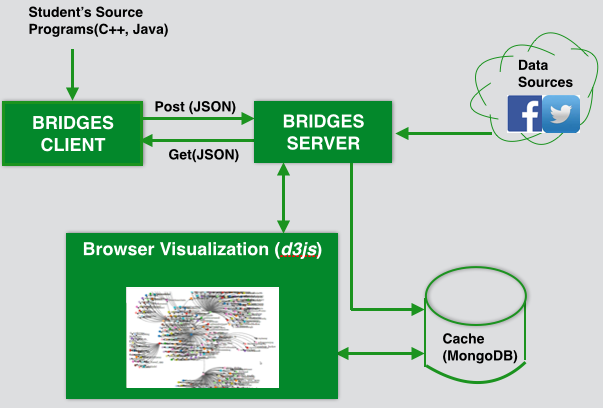 Student's Source
Programs(C++, Java)
Data
Sources
BRIDGES
CLIENT
Post (JSON)
Get(JSON)
BRIDGES
SERVER
Browser Visualization (d3js)
Cache
(MongoDB)